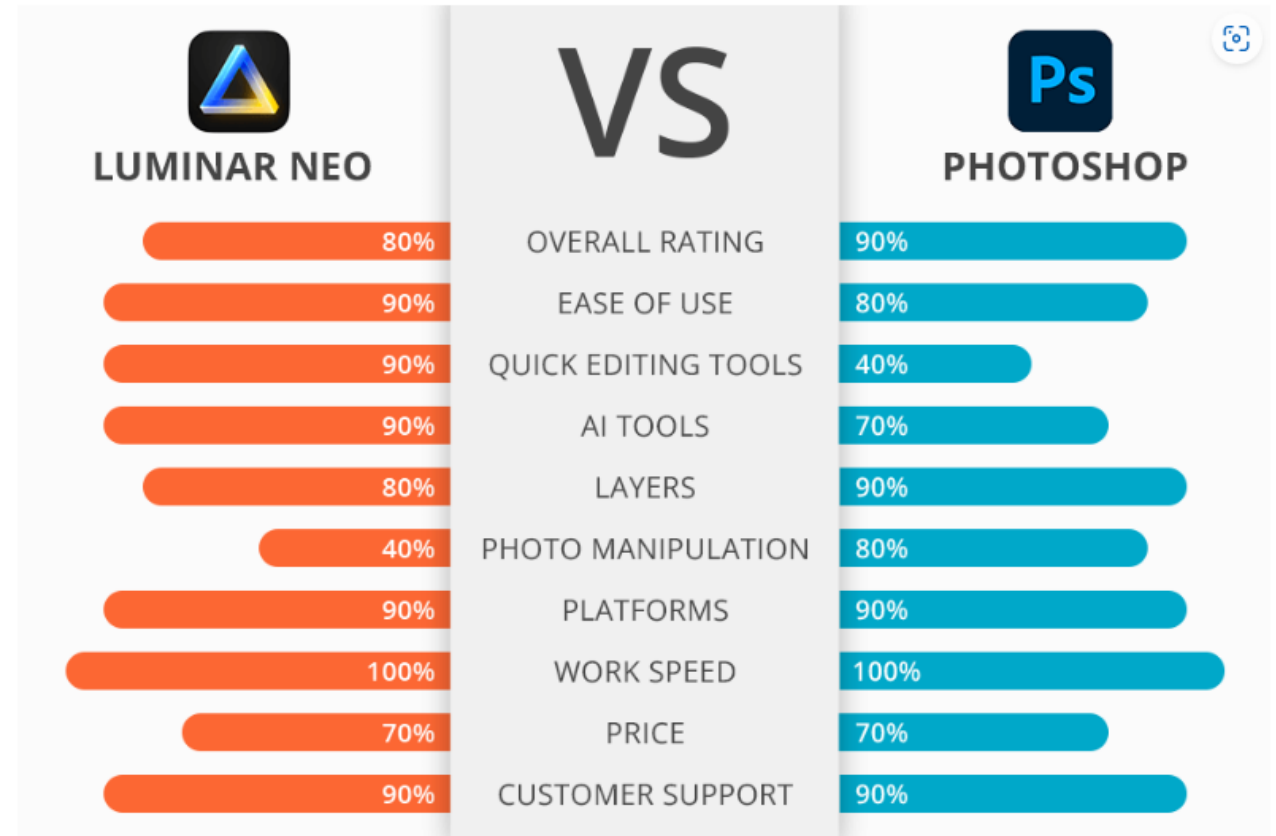 VS
Ps
LUMINAR NEO
PHOTOSHOP
80% OVERALL RATING 90%
90% EASE OF USE 80%
90% QUICK EDITING TOOLS 40%
90% AI TOOLS 70%
80% LAYERS 90%
40% PHOTO MANIPULATION 80%
90% PLATFORMS 90%
100% WORK SPEED 100%
70% PRICE 70%
90% CUSTOMER SUPPORT 90%